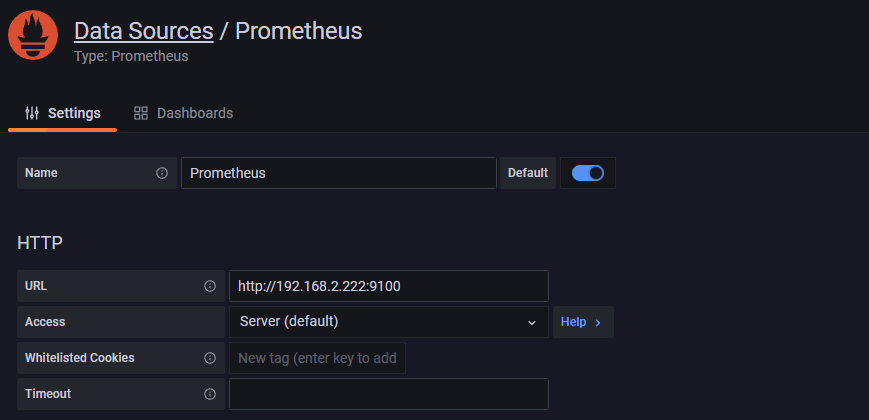 Data Sources / Prometheus
Type: Prometheus
Settings Dashboards
Name Prometheus Default
HTTP
URL http://192.168.2.222:9100
Access Server (default) Help >
Whitelisted Cookies New tag (enter key to add
Timeout